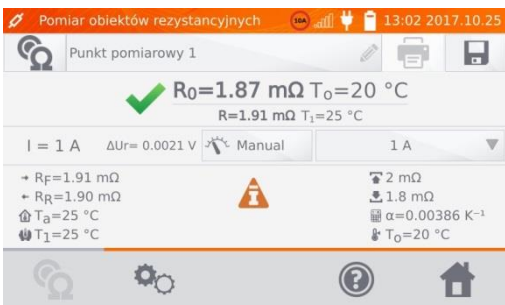 Pomiar obiektów rezystancyjnych 10A 13:02 2017.10.25
Punkt pomiarowy 1
R₀=1.87 mΩ T₀=20 °C
R=1.91 mΩ T₁=25 °C
I = 1 A ΔUr= 0.0021 V Manual 1 A
→ RF=1.91 mΩ 2 mΩ
← RR=1.90 mΩ 1.8 mΩ
Ta=25 °C α=0.00386 K⁻¹
T₁=25 °C T₀=20 °C